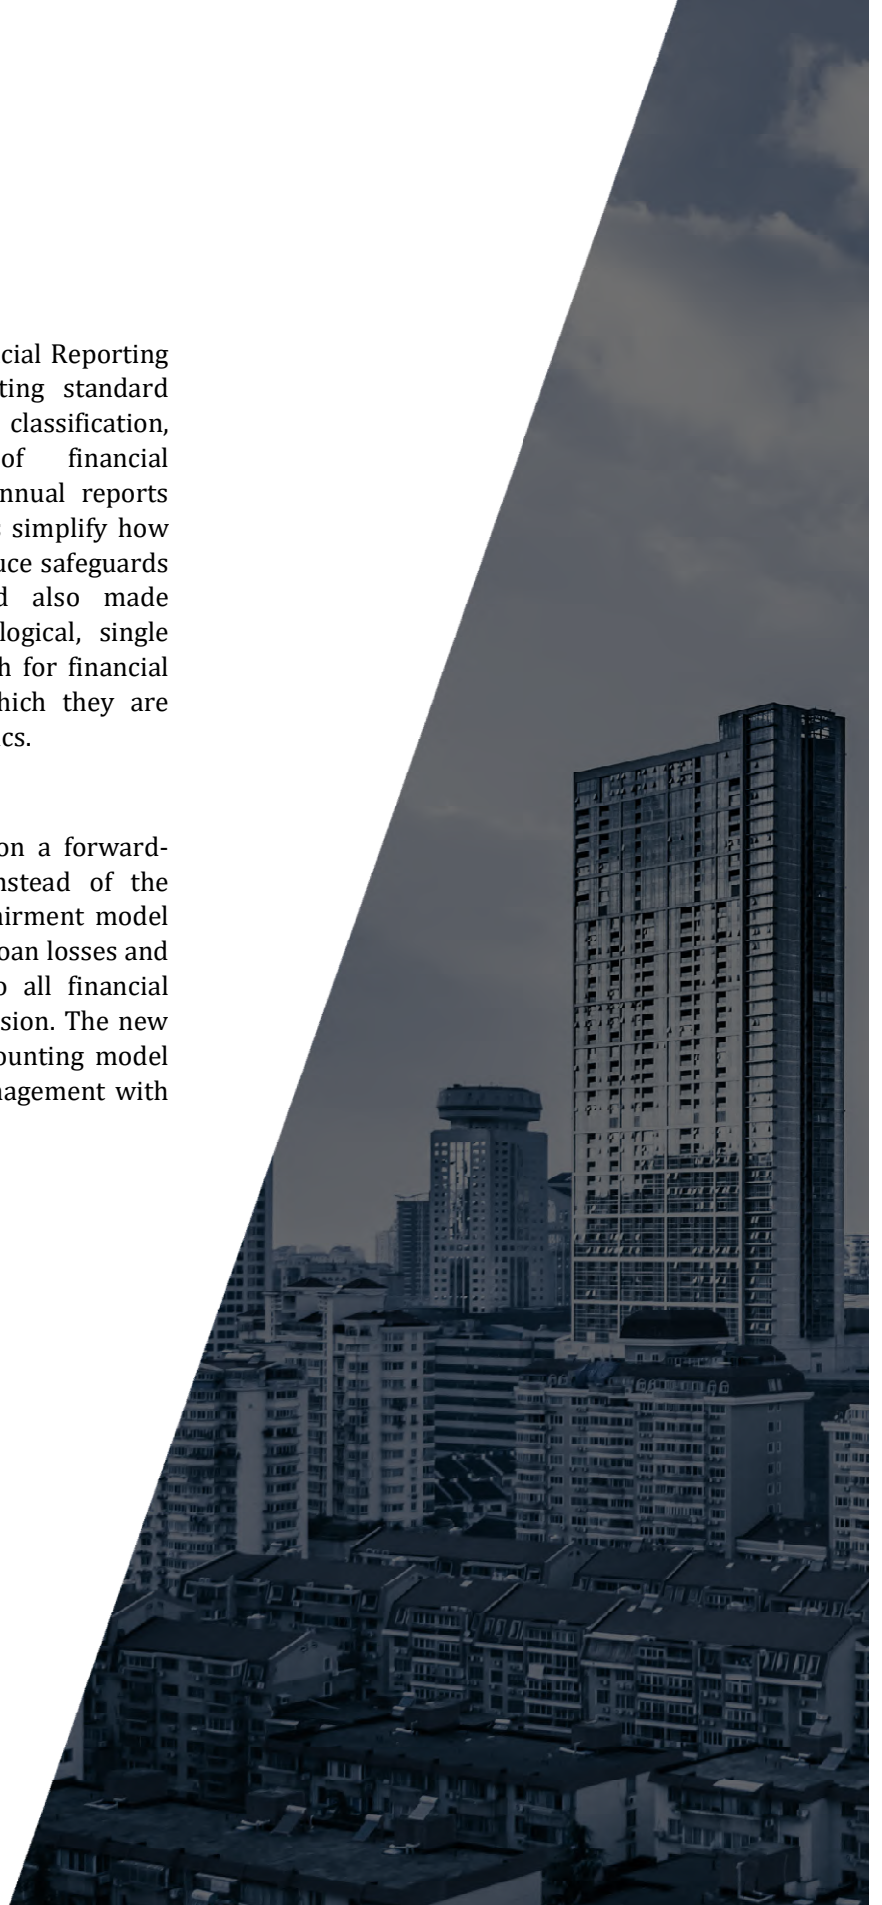 cial Reporting
ting standard
classification,
of financial
nnual reports
simplify how
uce safeguards
d also made
logical, single
h for financial
hich they are
cs.
on a forward-
nstead of the
airment model
oan losses and
o all financial
sion. The new
ounting model
nagement with